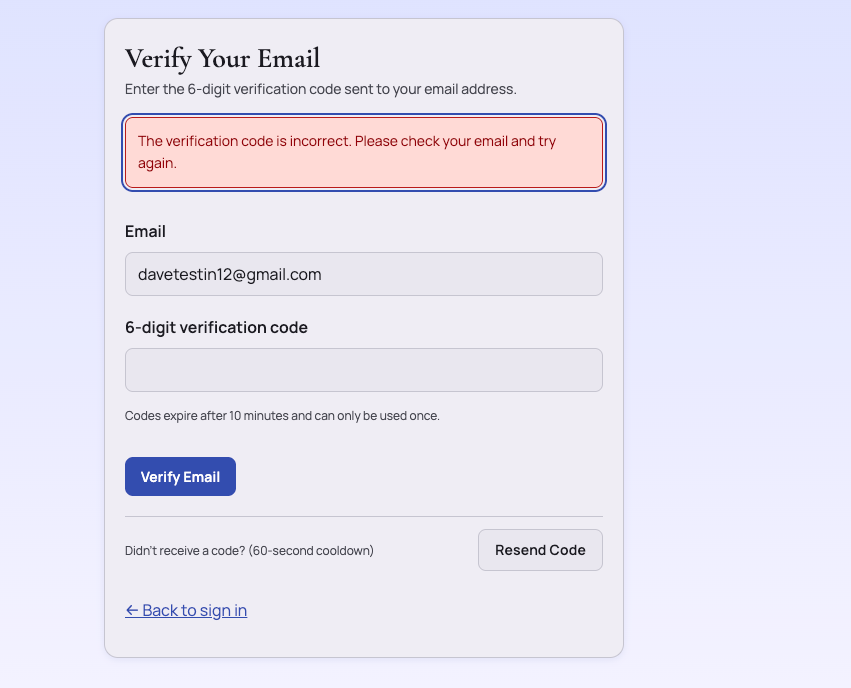 Verify Your Email
Enter the 6-digit verification code sent to your email address.
The verification code is incorrect. Please check your email and try
again.
Email
davetestin12@gmail.com
6-digit verification code
Codes expire after 10 minutes and can only be used once.
Verify Email
Didn't receive a code? (60-second cooldown)
Resend Code
← Back to sign in